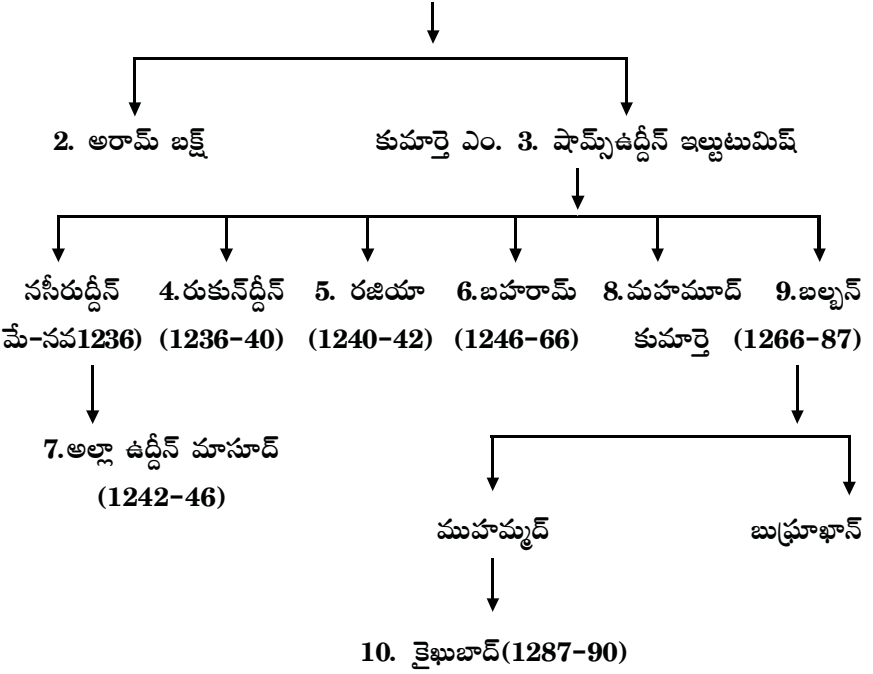 2. అరామ్ బక్ష్ కుమార్తె ఎం. 3. షామ్స్ఉద్దీన్ ఇల్టుటుమిష్
నసీరుద్దీన్ 4.రుకున్‌ద్దీన్ 5. రజియా 6.బహరామ్ 8.మహమూద్ 9.బల్బన్
మే-నవ1236) (1236-40) (1240-42) (1246-66) కుమార్తె (1266-87)
7.అల్లా ఉద్దీన్ మాసూద్
(1242-46)
ముహమ్మద్ బుఫ్రూఖాన్
10. కైఖుబాద్(1287-90)